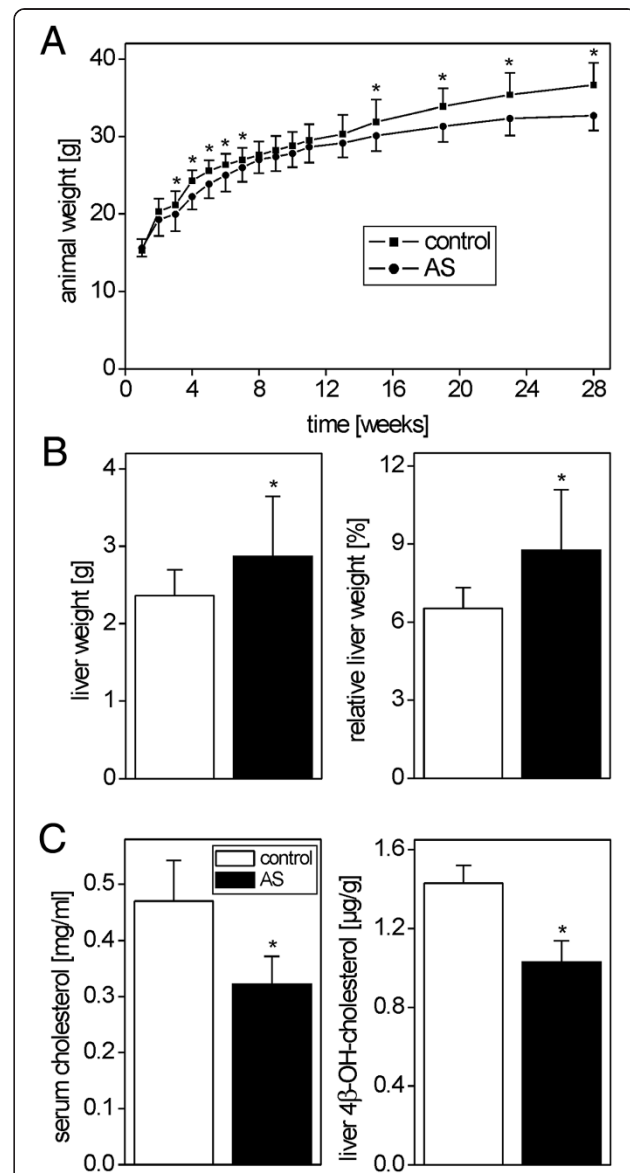 A
animal weight [g]
40
30
20
10
0
* * * * * * * * *
control
AS
0 4 8 12 16 20 24 28
time [weeks]
B
liver weight [g]
4
3
2
1
0
*
relative liver weight [%]
12
9
6
3
0
*
C
serum cholesterol [mg/ml]
0.5
0.4
0.3
0.2
0.1
0.0
control
AS
*
liver 4β-OH-cholesterol [µg/g]
1.6
1.2
0.8
0.4
0.0
*